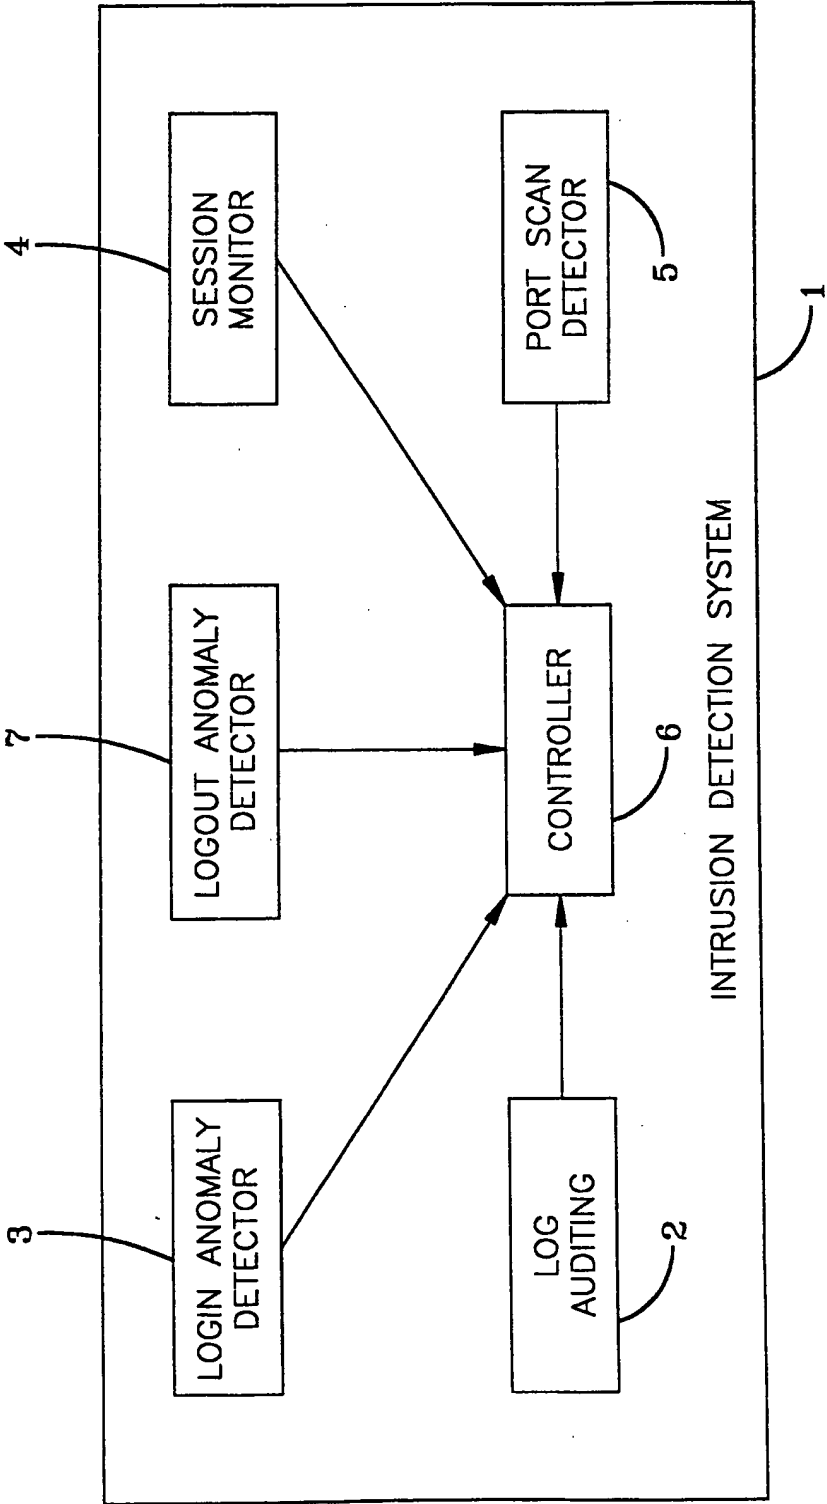 3
7
4
LOGIN ANOMALY
DETECTOR
LOGOUT ANOMALY
DETECTOR
SESSION
MONITOR
LOG
AUDITING
CONTROLLER
PORT SCAN
DETECTOR
2
6
5
INTRUSION DETECTION SYSTEM
1